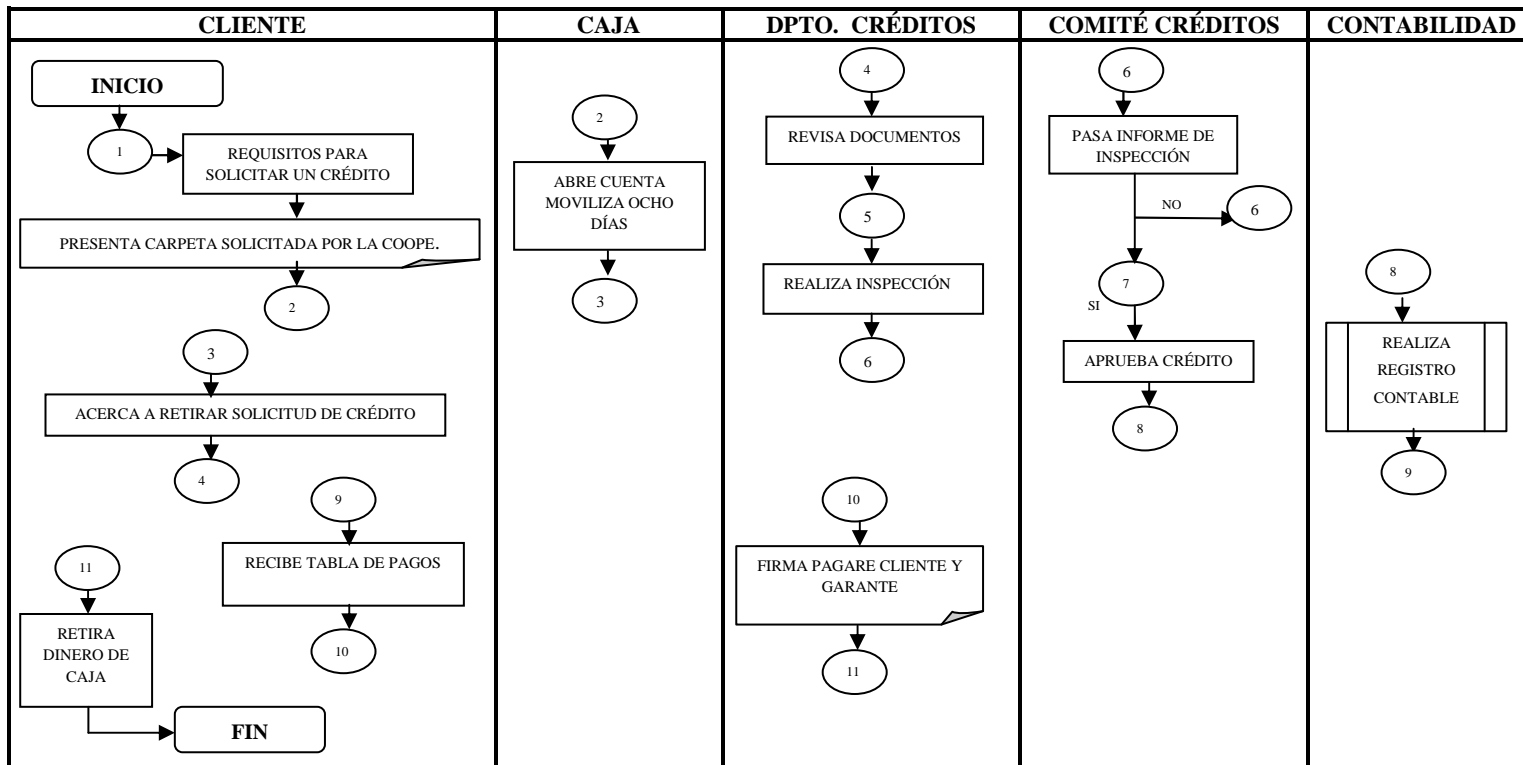 CLIENTE
CAJA
DPTO. CRÉDITOS
COMITÉ CRÉDITOS
CONTABILIDAD
INICIO
1
REQUISITOS PARA
SOLICITAR UN CRÉDITO
PRESENTA CARPETA SOLICITADA POR LA COOPE.
2
3
ACERCA A RETIRAR SOLICITUD DE CRÉDITO
4
9
RECIBE TABLA DE PAGOS
10
11
RETIRA
DINERO DE
CAJA
FIN
2
ABRE CUENTA
MOVILIZA OCHO
DÍAS
3
4
REVISA DOCUMENTOS
5
REALIZA INSPECCIÓN
6
10
FIRMA PAGARE CLIENTE Y
GARANTE
11
6
PASA INFORME DE
INSPECCIÓN
NO
6
7
SI
APRUEBA CRÉDITO
8
8
REALIZA
REGISTRO
CONTABLE
9